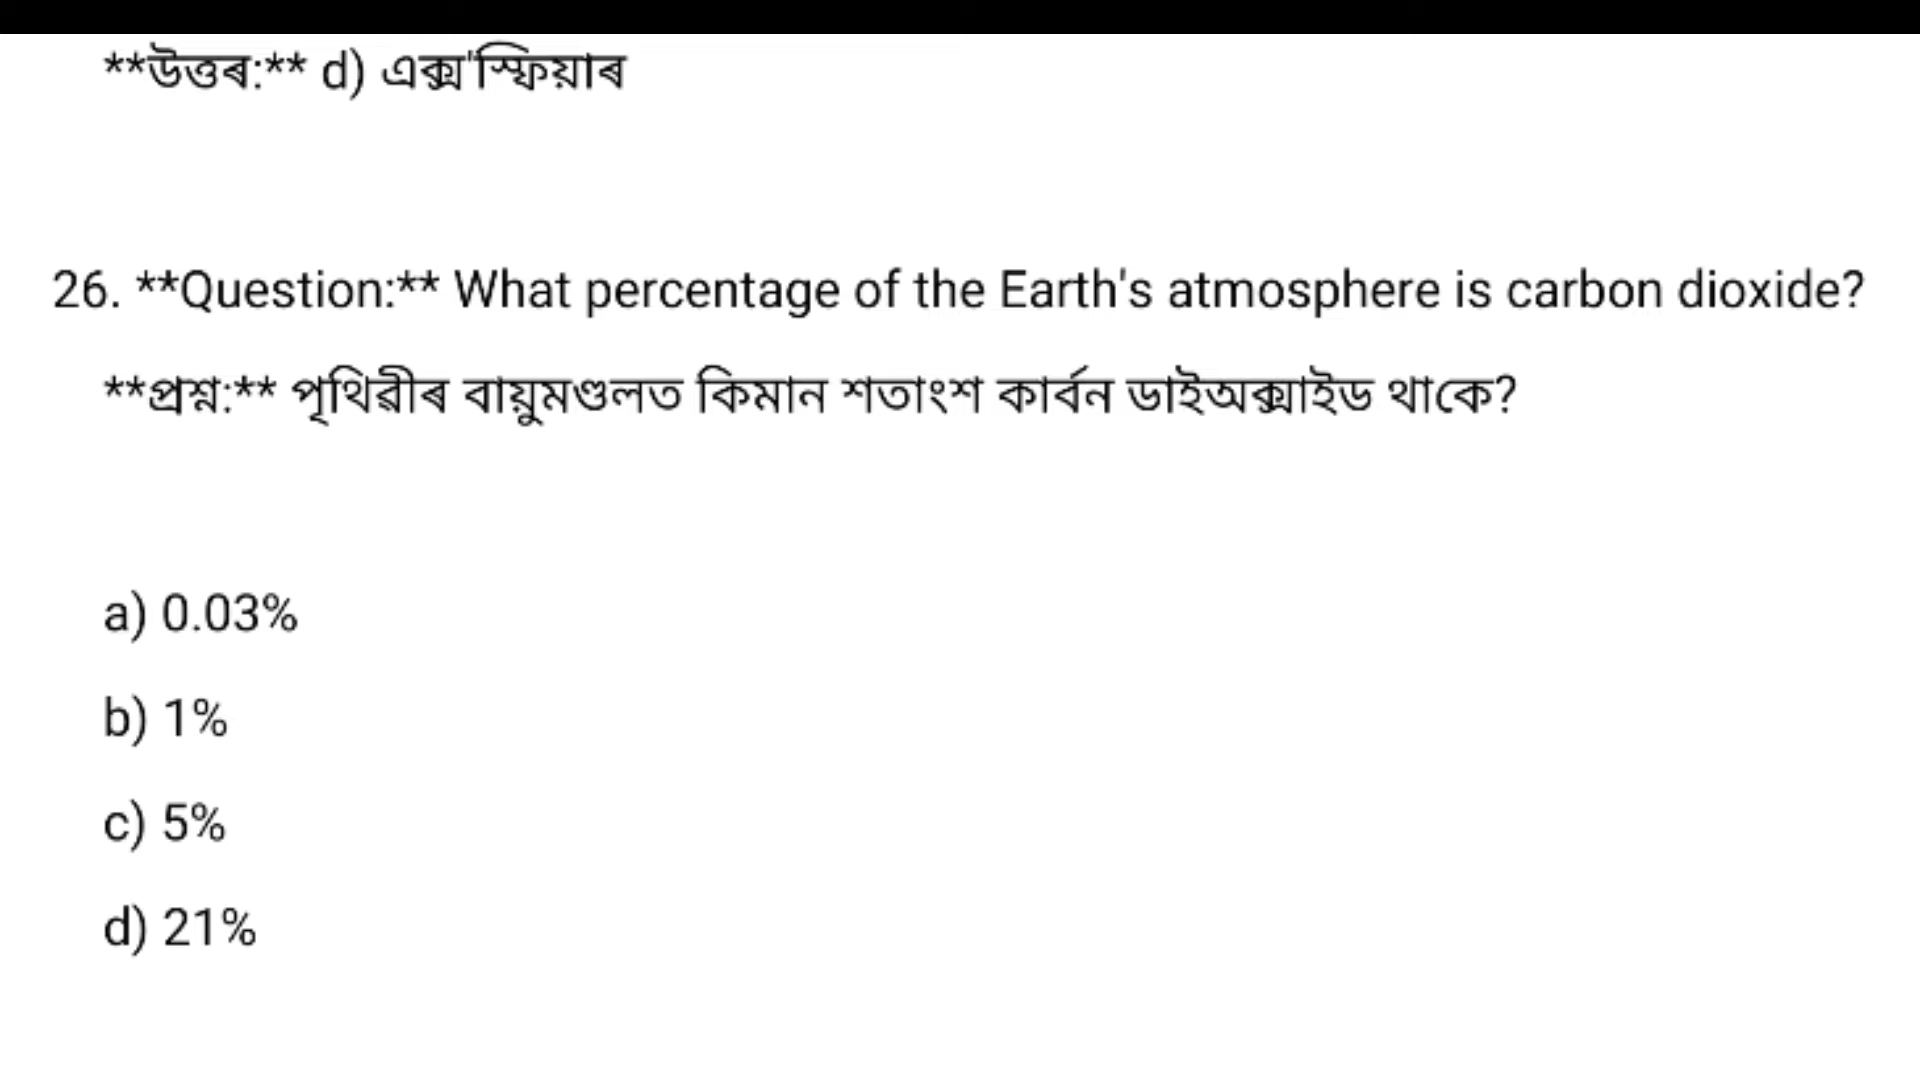 **উত্তৰ:** d) এক্স'স্ফিয়াৰ
26. **Question:** What percentage of the Earth's atmosphere is carbon dioxide?
**প্ৰশ্ন:** পৃথিৱীৰ বায়ুমণ্ডলত কিমান শতাংশ কাৰ্বন ডাইঅক্সাইড থাকে?
a) 0.03%
b) 1%
c) 5%
d) 21%